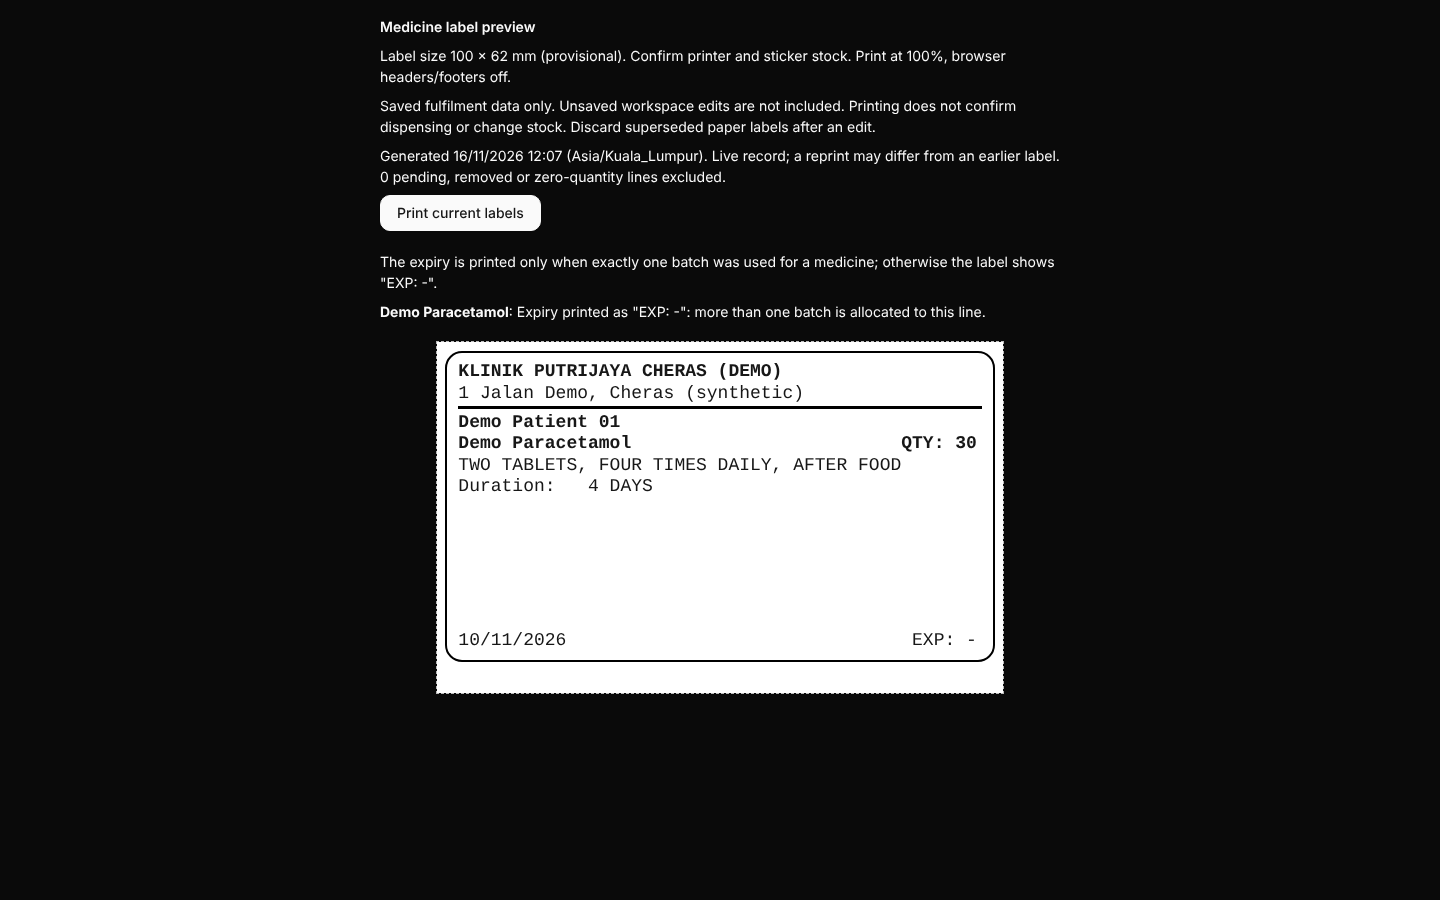 Medicine label preview
Label size 100 × 62 mm (provisional). Confirm printer and sticker stock. Print at 100%, browser
headers/footers off.
Saved fulfilment data only. Unsaved workspace edits are not included. Printing does not confirm
dispensing or change stock. Discard superseded paper labels after an edit.
Generated 16/11/2026 12:07 (Asia/Kuala_Lumpur). Live record; a reprint may differ from an earlier label.
0 pending, removed or zero-quantity lines excluded.
Print current labels
The expiry is printed only when exactly one batch was used for a medicine; otherwise the label shows
"EXP: -".
Demo Paracetamol: Expiry printed as "EXP: -": more than one batch is allocated to this line.
KLINIK PUTRIJAYA CHERAS (DEMO)
1 Jalan Demo, Cheras (synthetic)
Demo Patient 01
Demo Paracetamol QTY: 30
TWO TABLETS, FOUR TIMES DAILY, AFTER FOOD
Duration: 4 DAYS
10/11/2026 EXP: -